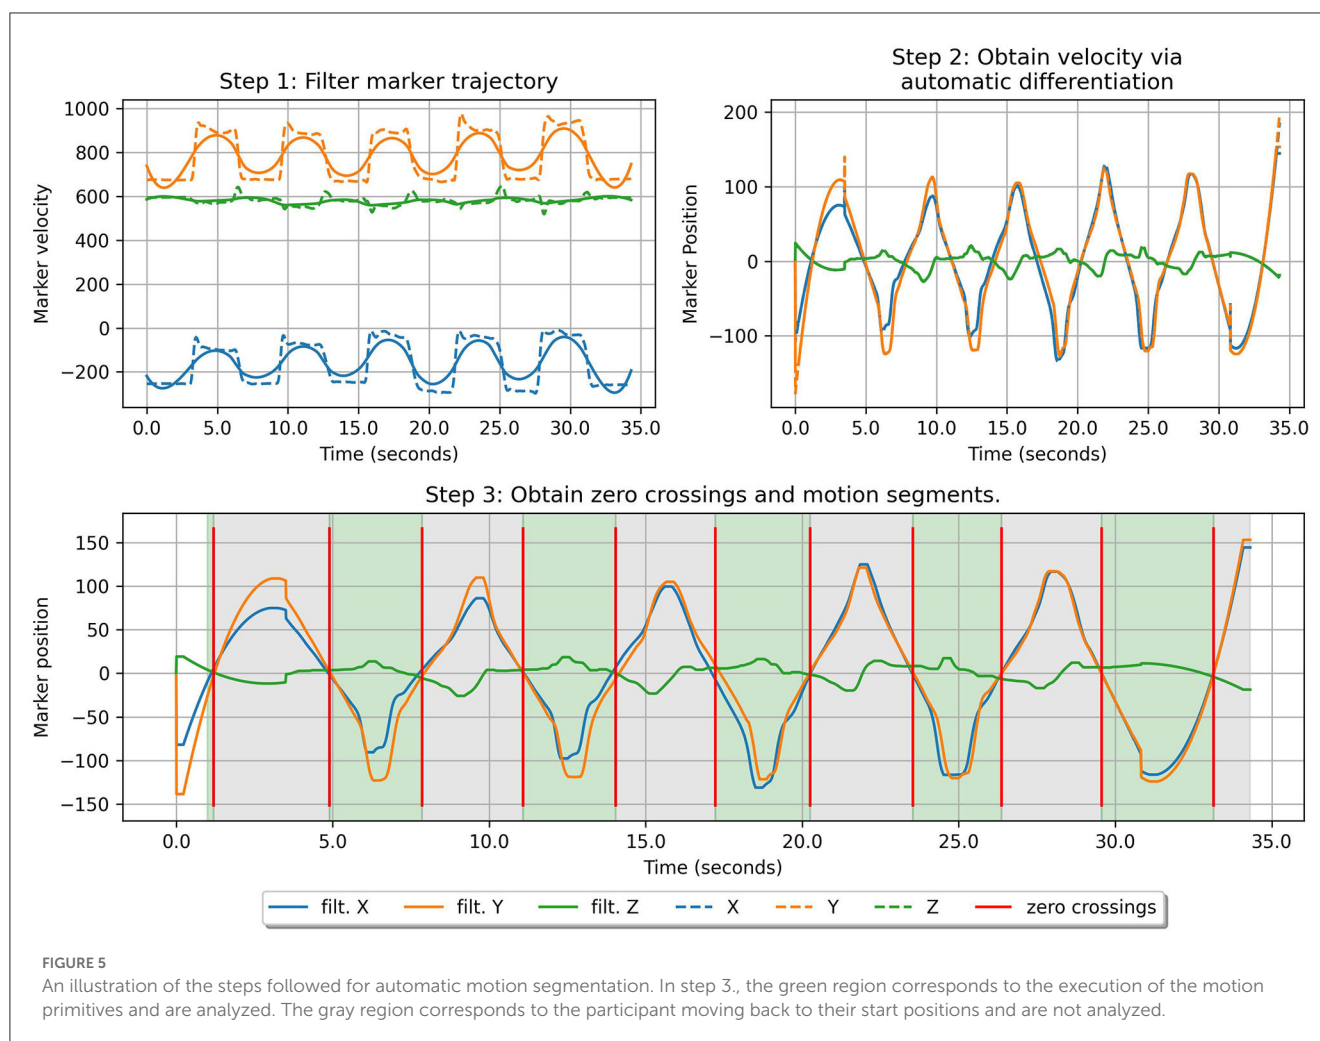 Step 1: Filter marker trajectory
Marker velocity
1000
800
600
400
200
0
−200
0.0 5.0 10.0 15.0 20.0 25.0 30.0 35.0
Time (seconds)
Step 2: Obtain velocity via
automatic differentiation
Marker Position
200
100
0
−100
0.0 5.0 10.0 15.0 20.0 25.0 30.0 35.0
Time (seconds)
Step 3: Obtain zero crossings and motion segments.
Marker position
150
100
50
0
−50
−100
−150
0.0 5.0 10.0 15.0 20.0 25.0 30.0 35.0
Time (seconds)
filt. X filt. Y filt. Z X Y Z zero crossings
FIGURE 5
An illustration of the steps followed for automatic motion segmentation. In step 3., the green region corresponds to the execution of the motion
primitives and are analyzed. The gray region corresponds to the participant moving back to their start positions and are not analyzed.